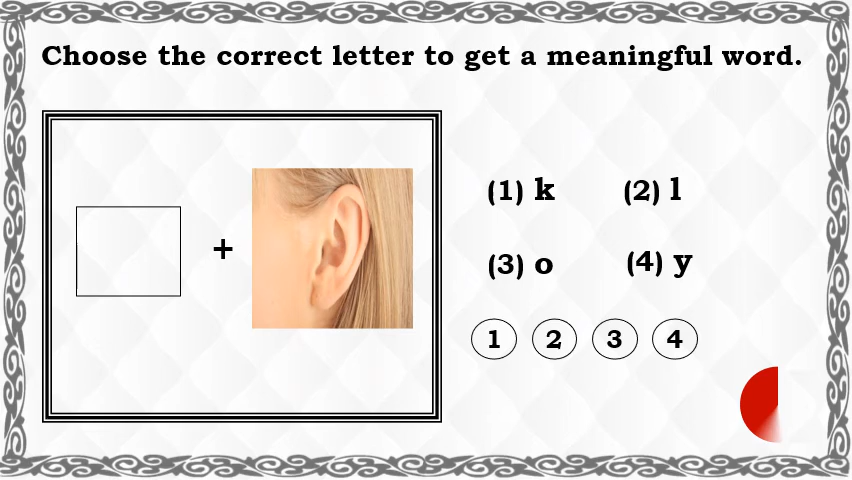 Choose the correct letter to get a meaningful word.
+
(1) k (2) l
(3) o (4) y
1 2 3 4